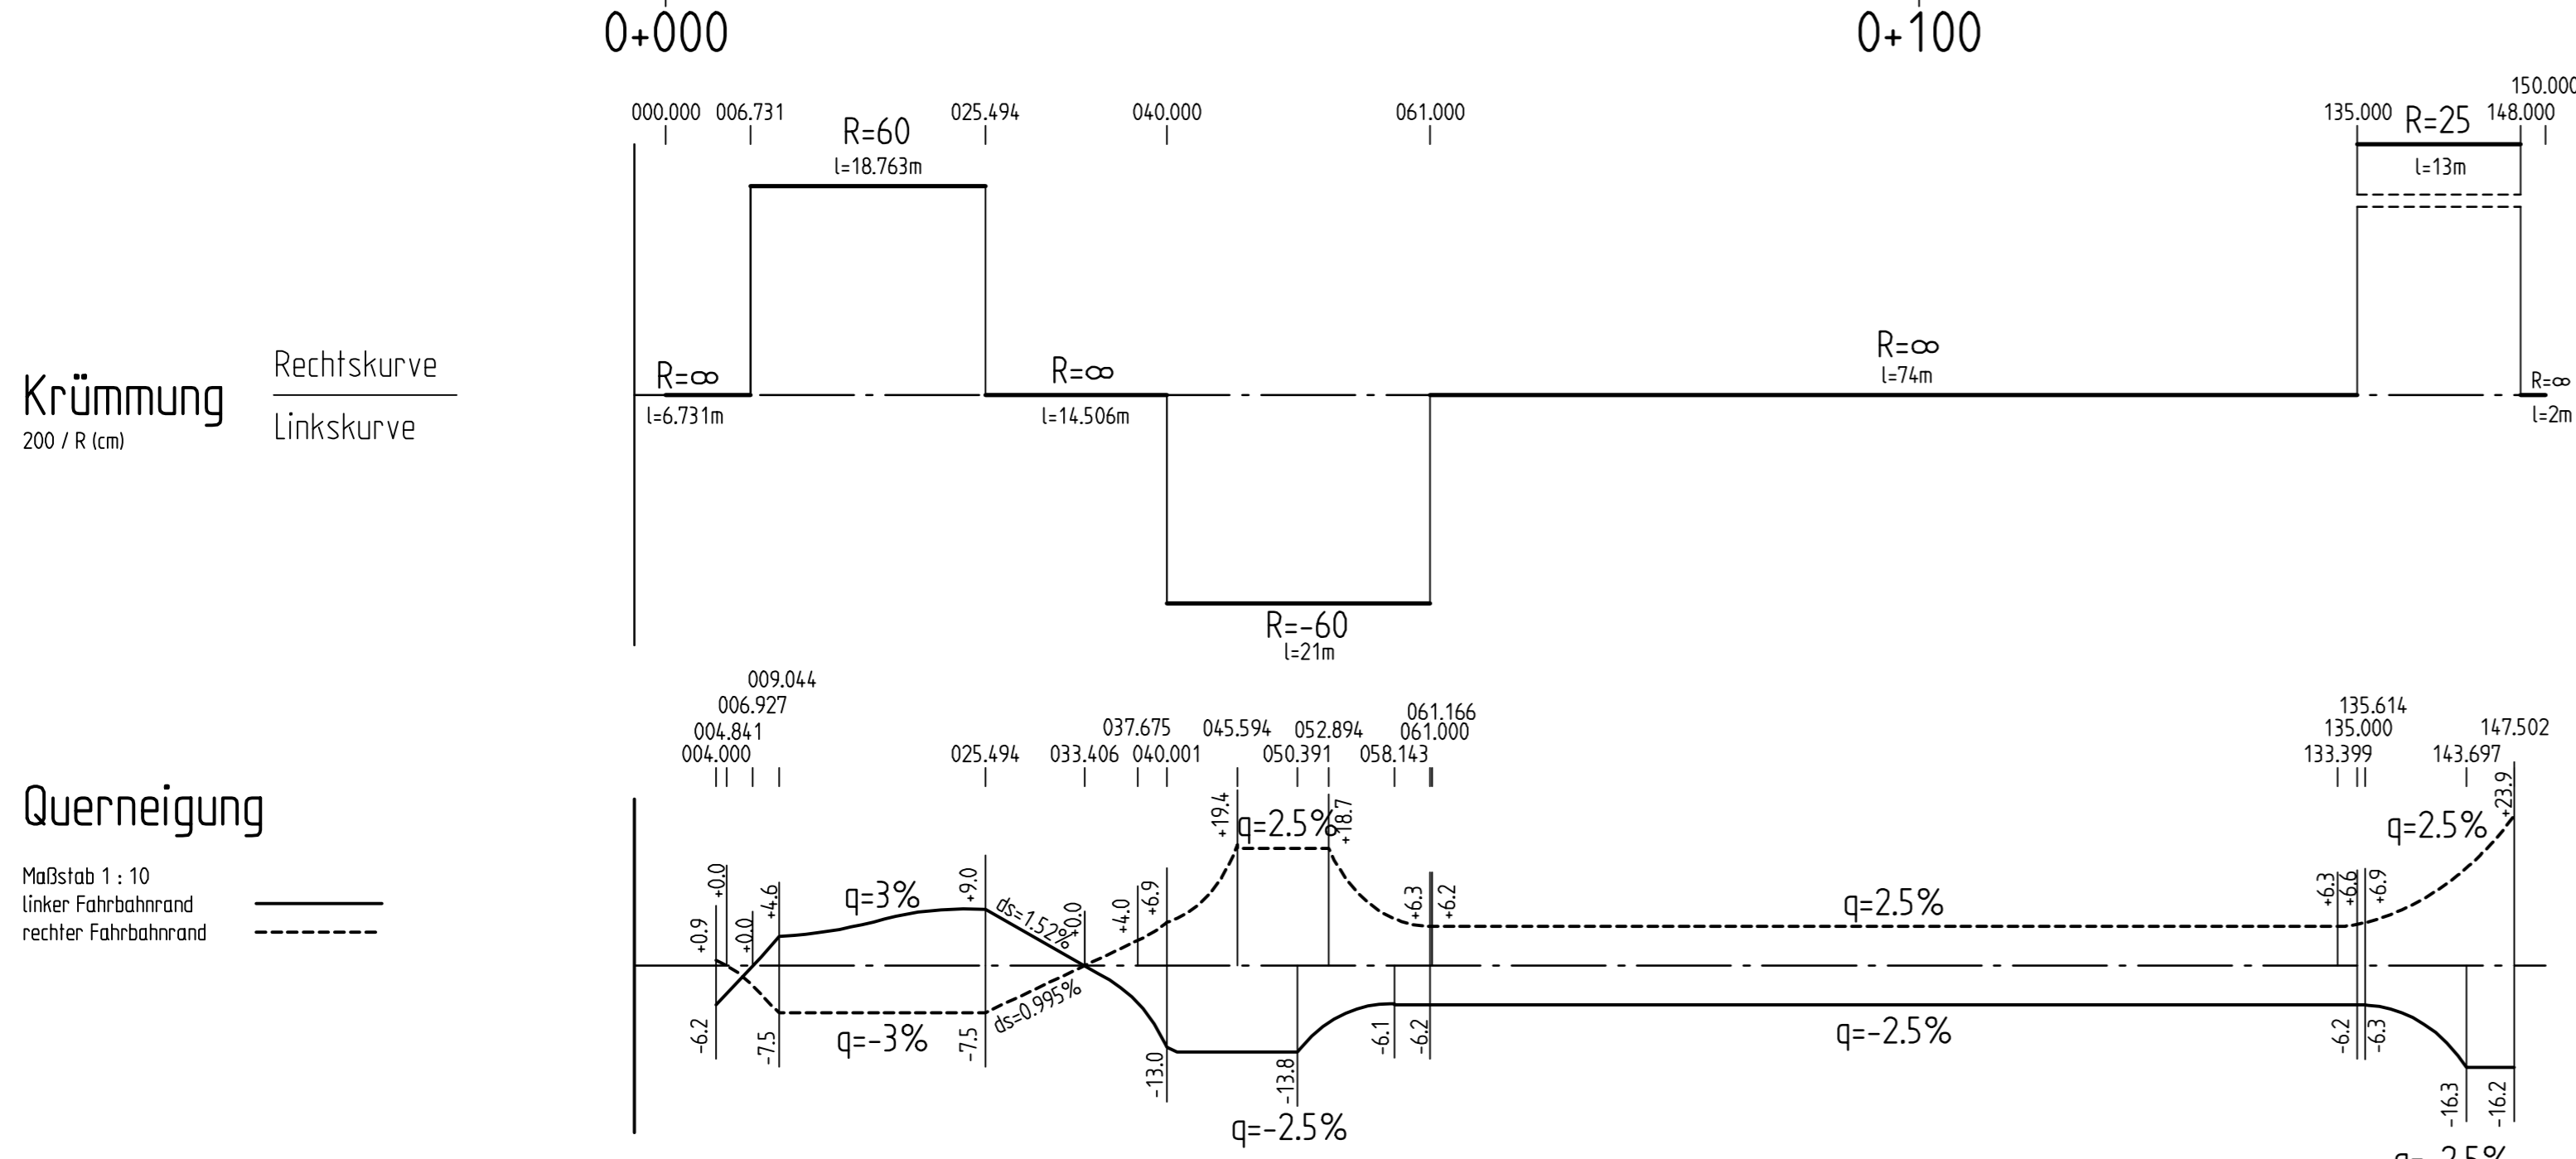 0+000
0+100
150.000
000.000
006.731
025.494
040.000
061.000
135.000
148.000
R=60
l=18.763m
R=25
l=13m
Krümmung
200 / R (cm)
Rechtskurve
Linkskurve
R=∞
l=6.731m
R=∞
l=14.506m
R=∞
l=74m
R=∞
l=2m
R=-60
l=21m
009.044
006.927
004.841
004.000
025.494
033.406
037.675
040.001
045.594
050.391
052.894
058.143
061.166
061.000
133.399
135.614
135.000
143.697
147.502
Querneigung
Maßstab 1 : 10
linker Fahrbahnrand
rechter Fahrbahnrand
+0.9
+0.0
+0.0
+4.6
q=3%
+9.0
ds=1.52%
+0.0
+4.0
+6.9
+19.4
q=2.5%
+18.7
+6.3
+6.2
q=2.5%
+6.3
+6.6
+6.9
q=2.5%
+23.9
-6.2
-7.5
q=-3%
-7.5
ds=0.995%
-13.0
-13.8
q=-2.5%
-6.1
-6.2
q=-2.5%
-6.2
-6.3
-16.3
-16.2